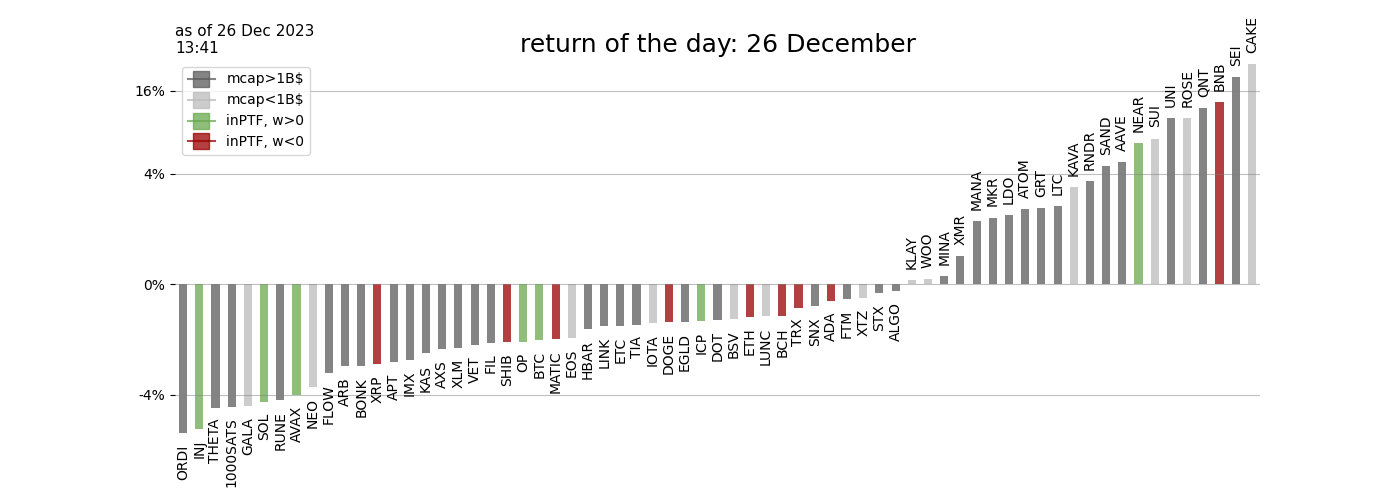 as of 26 Dec 2023
13:41
return of the day: 26 December
mcap>1B$
mcap<1B$
inPTF, w>0
inPTF, w<0
16%
4%
0%
-4%
ORDI
INJ
THETA
1000SATS
GALA
SOL
RUNE
AVAX
NEO
FLOW
ARB
BONK
XRP
APT
IMX
KAS
AXS
XLM
VET
FIL
SHIB
OP
BTC
MATIC
EOS
HBAR
LINK
ETC
TIA
IOTA
DOGE
EGLD
ICP
DOT
BSV
ETH
LUNC
BCH
TRX
SNX
ADA
FTM
XTZ
STX
ALGO
KLAY
WOO
MINA
XMR
MANA
MKR
LDO
ATOM
GRT
LTC
KAVA
RNDR
SAND
AAVE
NEAR
SUI
UNI
ROSE
QNT
BNB
SEI
CAKE